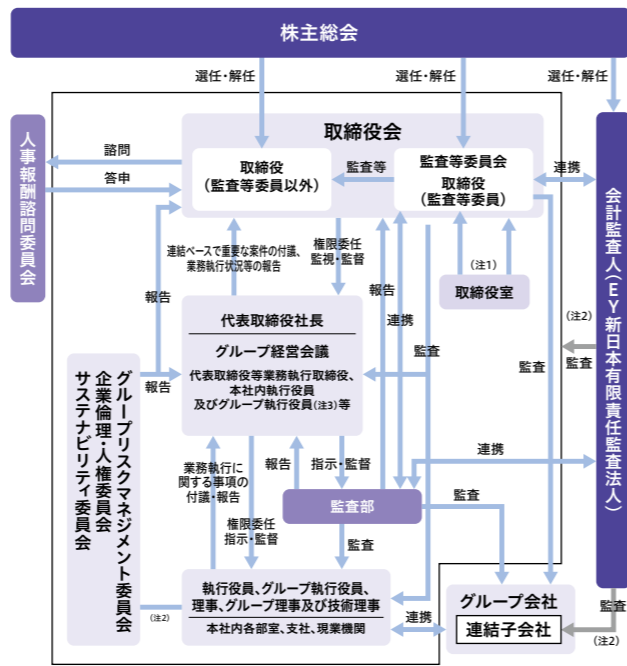 株主総会
選任・解任
選任・解任
選任・解任
人事報酬諮問委員会
諮問
答申
取締役会
取締役
（監査等委員以外）
監査等
監査等委員会
取締役
（監査等委員）
連携
会計監査人（EY新日本有限責任監査法人）
連結ベースで重要な案件の付議、
業務執行状況等の報告
権限委任
監視・監督
報告
連携
（注1）
取締役室
報告
監査
（注2）
監査
代表取締役社長
グループ経営会議
代表取締役等業務執行取締役、
本社内執行役員
及びグループ執行役員（注3）等
報告
グループリスクマネジメント委員会
企業倫理・人権委員会
サステナビリティ委員会
業務執行に
関する事項の
付議・報告
報告
指示・監督
連携
監査部
監査
権限委任
指示・監督
監査
執行役員、グループ執行役員、
理事、グループ理事及び技術理事
本社内各部室、支社、現業機関
（注2）
連携
グループ会社
連結子会社
監査
（注2）